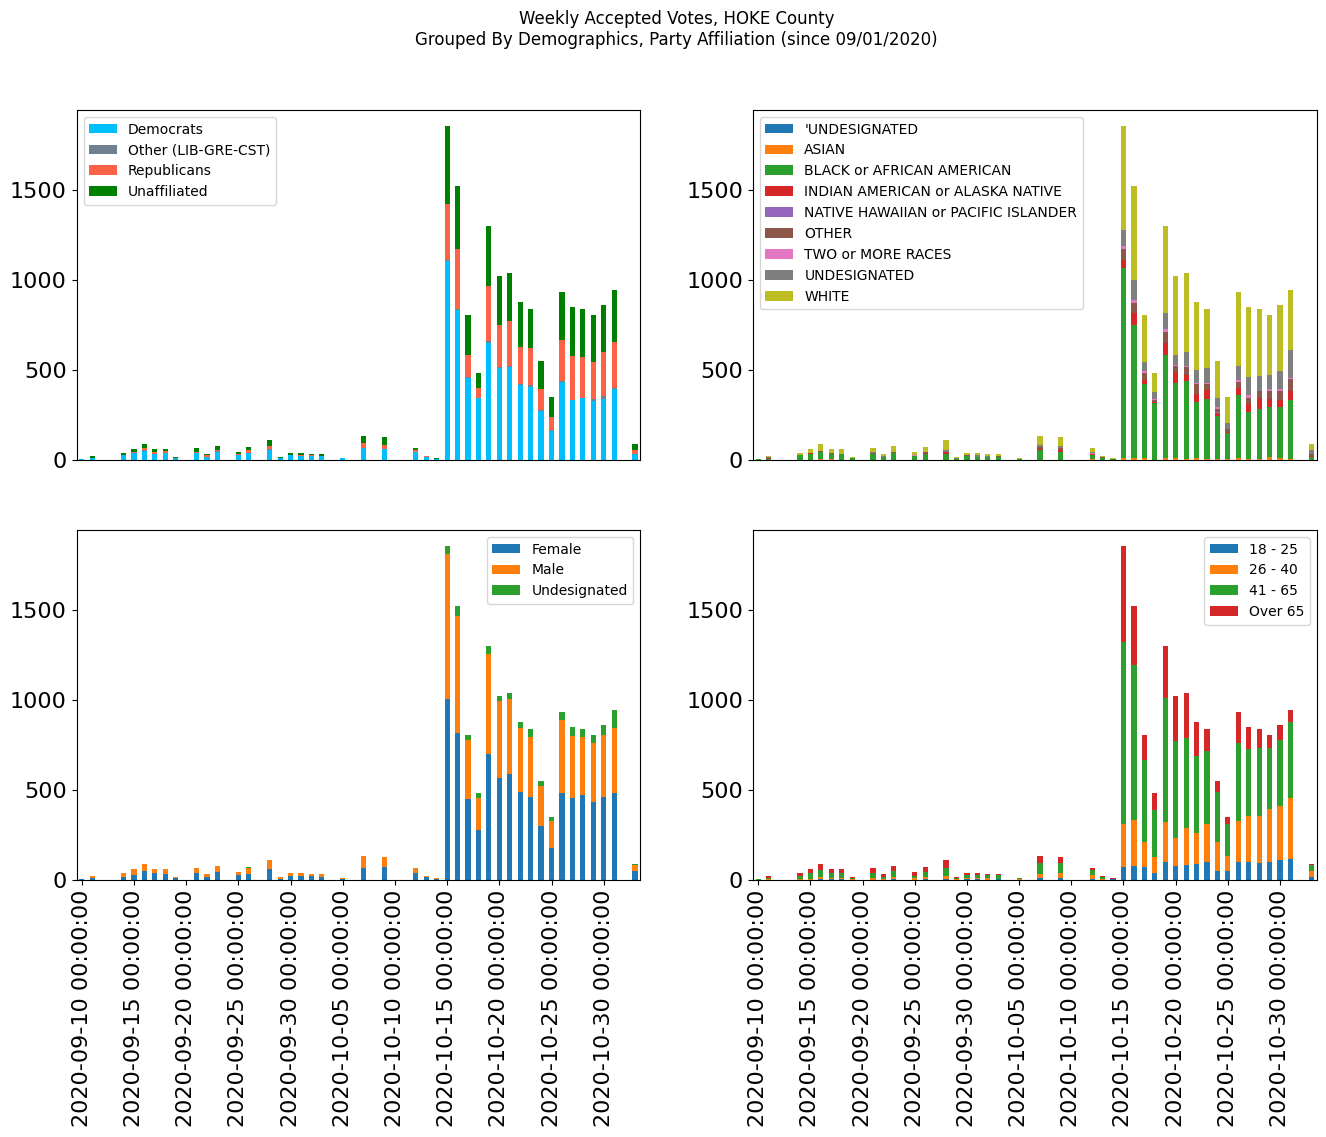 Weekly Accepted Votes, HOKE County
Grouped By Demographics, Party Affiliation (since 09/01/2020)
Democrats
Other (LIB-GRE-CST)
Republicans
Unaffiliated
1500
1000
500
0
'UNDESIGNATED
ASIAN
BLACK or AFRICAN AMERICAN
INDIAN AMERICAN or ALASKA NATIVE
NATIVE HAWAIIAN or PACIFIC ISLANDER
OTHER
TWO or MORE RACES
UNDESIGNATED
WHITE
1500
1000
500
0
Female
Male
Undesignated
1500
1000
500
0
2020-09-10 00:00:00
2020-09-15 00:00:00
2020-09-20 00:00:00
2020-09-25 00:00:00
2020-09-30 00:00:00
2020-10-05 00:00:00
2020-10-10 00:00:00
2020-10-15 00:00:00
2020-10-20 00:00:00
2020-10-25 00:00:00
2020-10-30 00:00:00
18 - 25
26 - 40
41 - 65
Over 65
1500
1000
500
0
2020-09-10 00:00:00
2020-09-15 00:00:00
2020-09-20 00:00:00
2020-09-25 00:00:00
2020-09-30 00:00:00
2020-10-05 00:00:00
2020-10-10 00:00:00
2020-10-15 00:00:00
2020-10-20 00:00:00
2020-10-25 00:00:00
2020-10-30 00:00:00